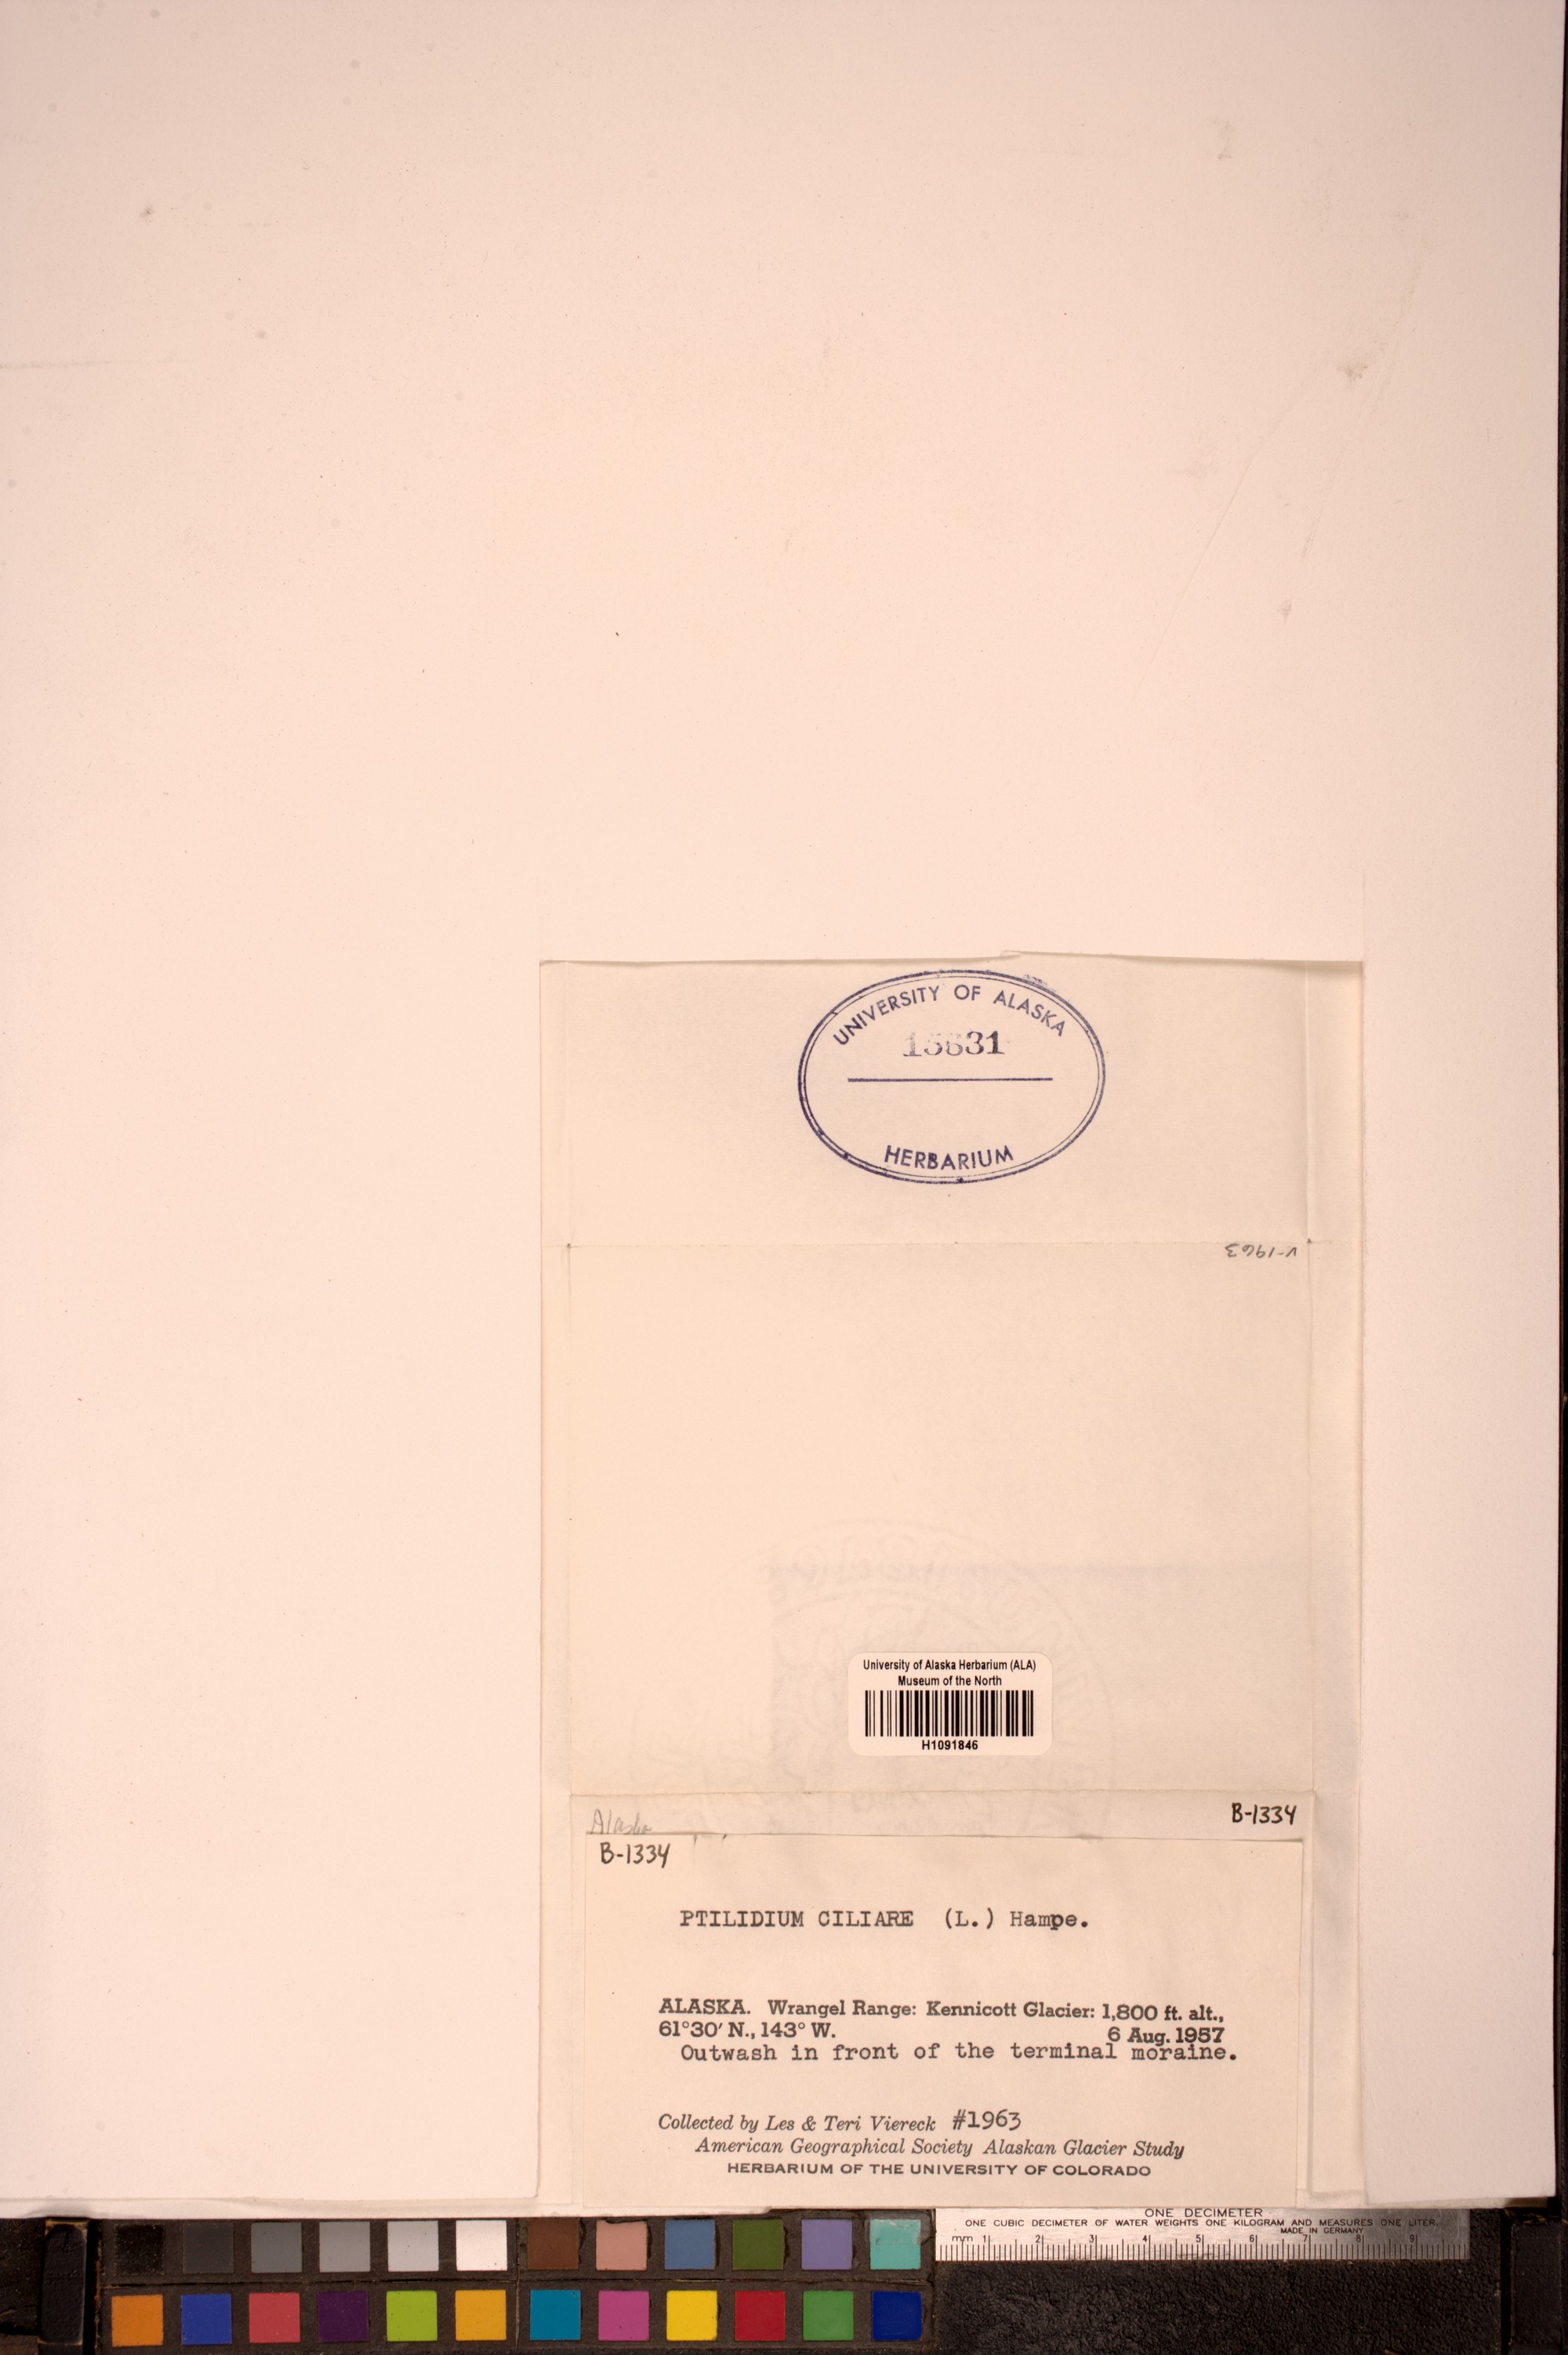 UNIVERSITY OF ALASKA
HERBARIUM
V-1963
University of Alaska Herbarium (ALA)
Museum of the North
H1091846
Alaska
B-1334
B-1334
PTILIDIUM CILIARE (L.) Hampe.
ALASKA. Wrangel Range: Kennicott Glacier: 1,800 ft. alt.,
61°30′ N., 143° W. 6 Aug. 1957
Outwash in front of the terminal moraine.
Collected by Les & Teri Viereck #1963
American Geographical Society Alaskan Glacier Study
HERBARIUM OF THE UNIVERSITY OF COLORADO
ONE DECIMETER
ONE CUBIC DECIMETER OF WATER WEIGHTS ONE KILOGRAM AND MEASURES ONE LITER.
MADE IN GERMANY
mm 1 2 3 4 5 6 7 8 9